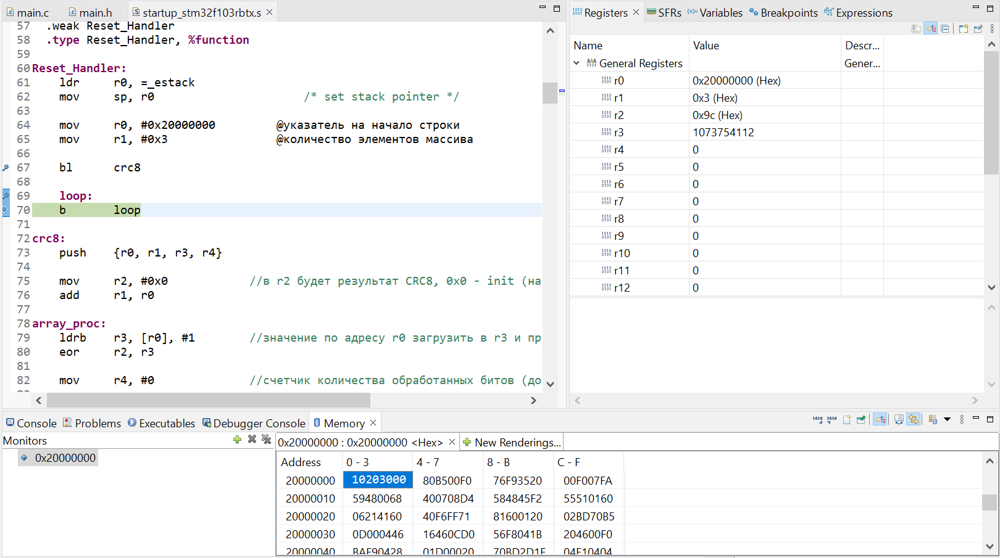 main.c main.h startup_stm32f103rbtx.s
57 .weak Reset_Handler
58 .type Reset_Handler, %function
59
60 Reset_Handler:
61 ldr r0, =_estack
62 mov sp, r0 /* set stack pointer */
63
64 mov r0, #0x20000000 @указатель на начало строки
65 mov r1, #0x3 @количество элементов массива
66
67 bl crc8
68
69 loop:
70 b loop
71
72 crc8:
73 push {r0, r1, r3, r4}
74
75 mov r2, #0x0 //в r2 будет результат CRC8, 0x0 - init (на
76 add r1, r0
77
78 array_proc:
79 ldrb r3, [r0], #1 //значение по адресу r0 загрузить в r3 и пр
80 eor r2, r3
81
82 mov r4, #0 //счетчик количества обработанных битов (до
Registers SFRs Variables Breakpoints Expressions
Name Value Descr...
General Registers Gener...
r0 0x20000000 (Hex)
r1 0x3 (Hex)
r2 0x9c (Hex)
r3 1073754112
r4 0
r5 0
r6 0
r7 0
r8 0
r9 0
r10 0
r11 0
r12 0
Console Problems Executables Debugger Console Memory
Monitors
0x20000000
0x20000000 : 0x20000000 <Hex> New Renderings...
Address 0 - 3 4 - 7 8 - B C - F
20000000 10203000 80B500F0 76F93520 00F007FA
20000010 59480068 400708D4 584845F2 55510160
20000020 06214160 40F6FF71 81600120 02BD70B5
20000030 0D000446 16460CD0 56F8041B 204600F0
20000040 BAF90428 01D00020 70BD2D1F 04F10404